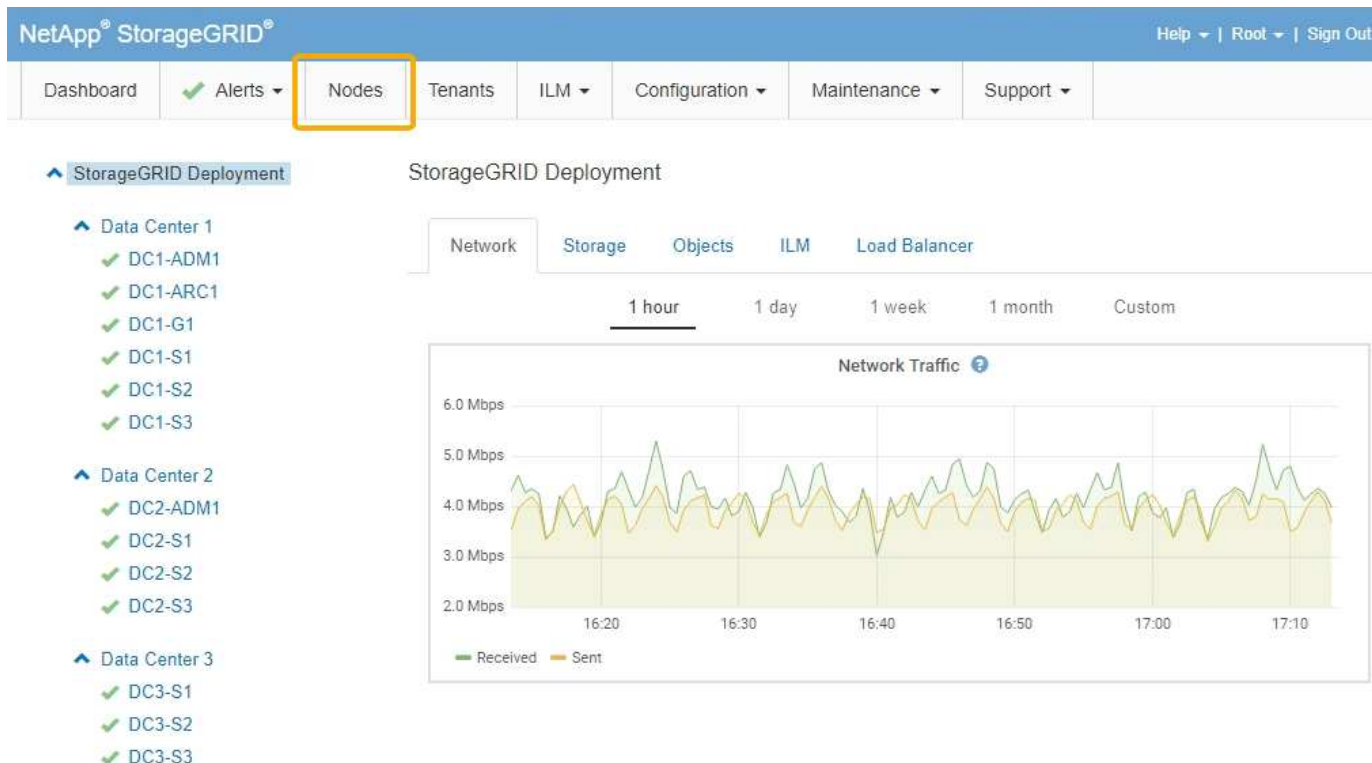 NetApp® StorageGRID®
Help | Root | Sign Out
Dashboard Alerts Nodes Tenants ILM Configuration Maintenance Support
StorageGRID Deployment
Data Center 1
DC1-ADM1
DC1-ARC1
DC1-G1
DC1-S1
DC1-S2
DC1-S3
Data Center 2
DC2-ADM1
DC2-S1
DC2-S2
DC2-S3
Data Center 3
DC3-S1
DC3-S2
DC3-S3
StorageGRID Deployment
Network Storage Objects ILM Load Balancer
1 hour 1 day 1 week 1 month Custom
Network Traffic ?
6.0 Mbps
5.0 Mbps
4.0 Mbps
3.0 Mbps
2.0 Mbps
16:20 16:30 16:40 16:50 17:00 17:10
Received Sent